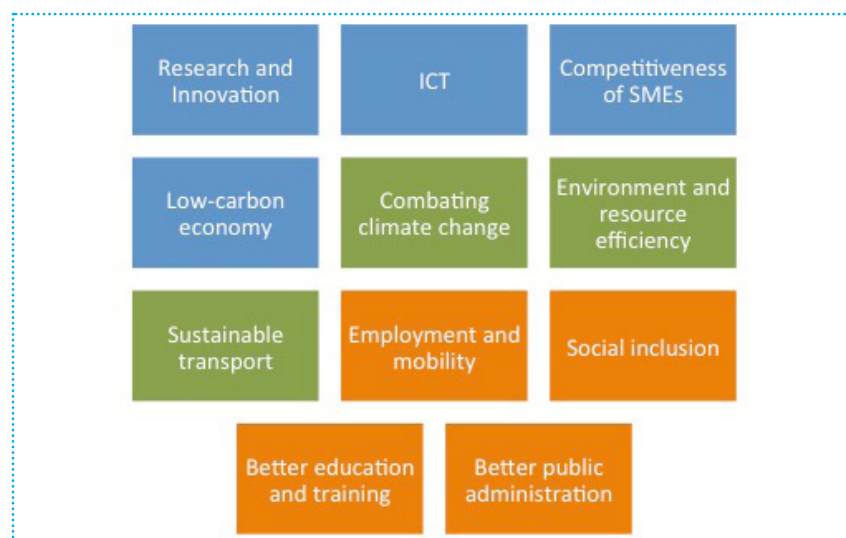 Research and
Innovation
ICT
Competitiveness
of SMEs
Low-carbon
economy
Combating
climate change
Environment and
resource
efficiency
Sustainable
transport
Employment and
mobility
Social inclusion
Better education
and training
Better public
administration